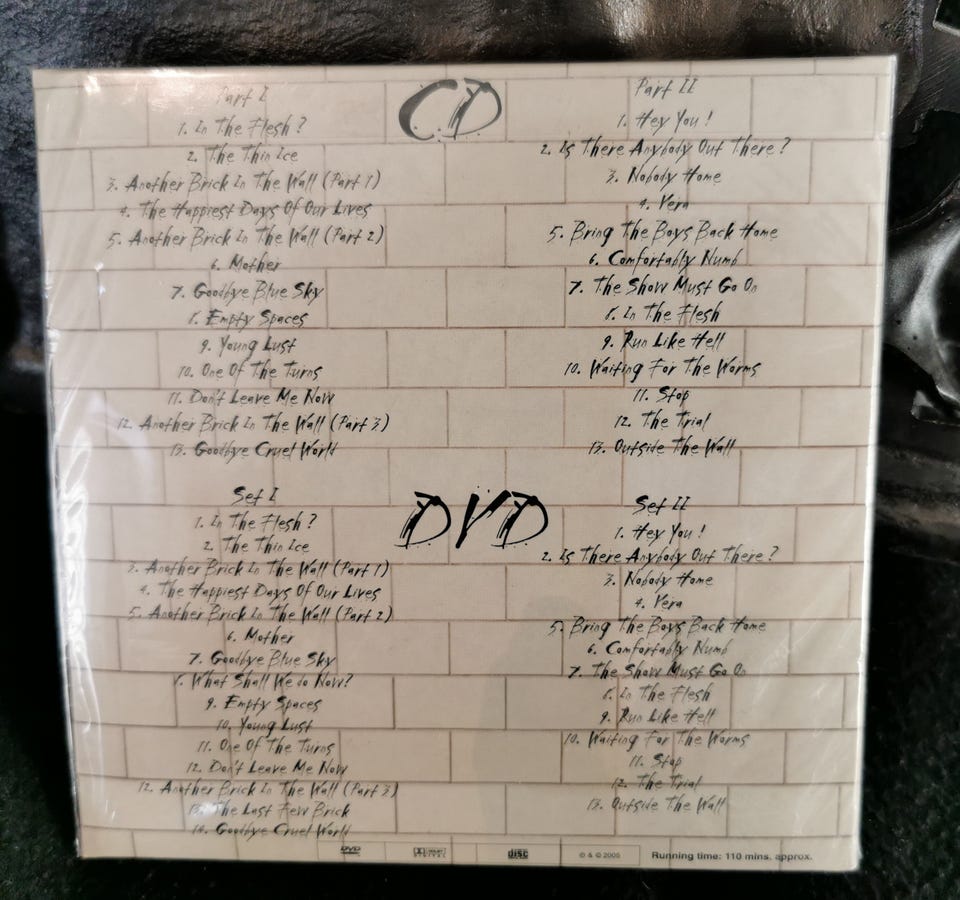 CD
Part I
1. In The Flesh?
2. The Thin Ice
3. Another Brick In The Wall (Part 1)
4. The Happiest Days Of Our Lives
5. Another Brick In The Wall (Part 2)
6. Mother
7. Goodbye Blue Sky
8. Empty Spaces
9. Young Lust
10. One Of The Turns
11. Don't Leave Me Now
12. Another Brick In The Wall (Part 3)
13. Goodbye Cruel World
Part II
1. Hey You!
2. Is There Anybody Out There?
3. Nobody Home
4. Vera
5. Bring The Boys Back Home
6. Comfortably Numb
7. The Show Must Go On
8. In The Flesh
9. Run Like Hell
10. Waiting For The Worms
11. Stop
12. The Trial
13. Outside The Wall
DVD
Set I
1. In The Flesh?
2. The Thin Ice
3. Another Brick In The Wall (Part 1)
4. The Happiest Days Of Our Lives
5. Another Brick In The Wall (Part 2)
6. Mother
7. Goodbye Blue Sky
8. What Shall We do Now?
9. Empty Spaces
10. Young Lust
11. One Of The Turns
12. Don't Leave Me Now
12. Another Brick In The Wall (Part 3)
13. The Last Few Brick
14. Goodbye Cruel World
Set II
1. Hey You!
2. Is There Anybody Out There?
3. Nobody Home
4. Vera
5. Bring The Boys Back Home
6. Comfortably Numb
7. The Show Must Go On
8. In The Flesh
9. Run Like Hell
10. Waiting For The Worms
11. Stop
12. The Trial
13. Outside The Wall
DVD
DOLBY DIGITAL
disc
© & © 2005
Running time: 110 mins. approx.